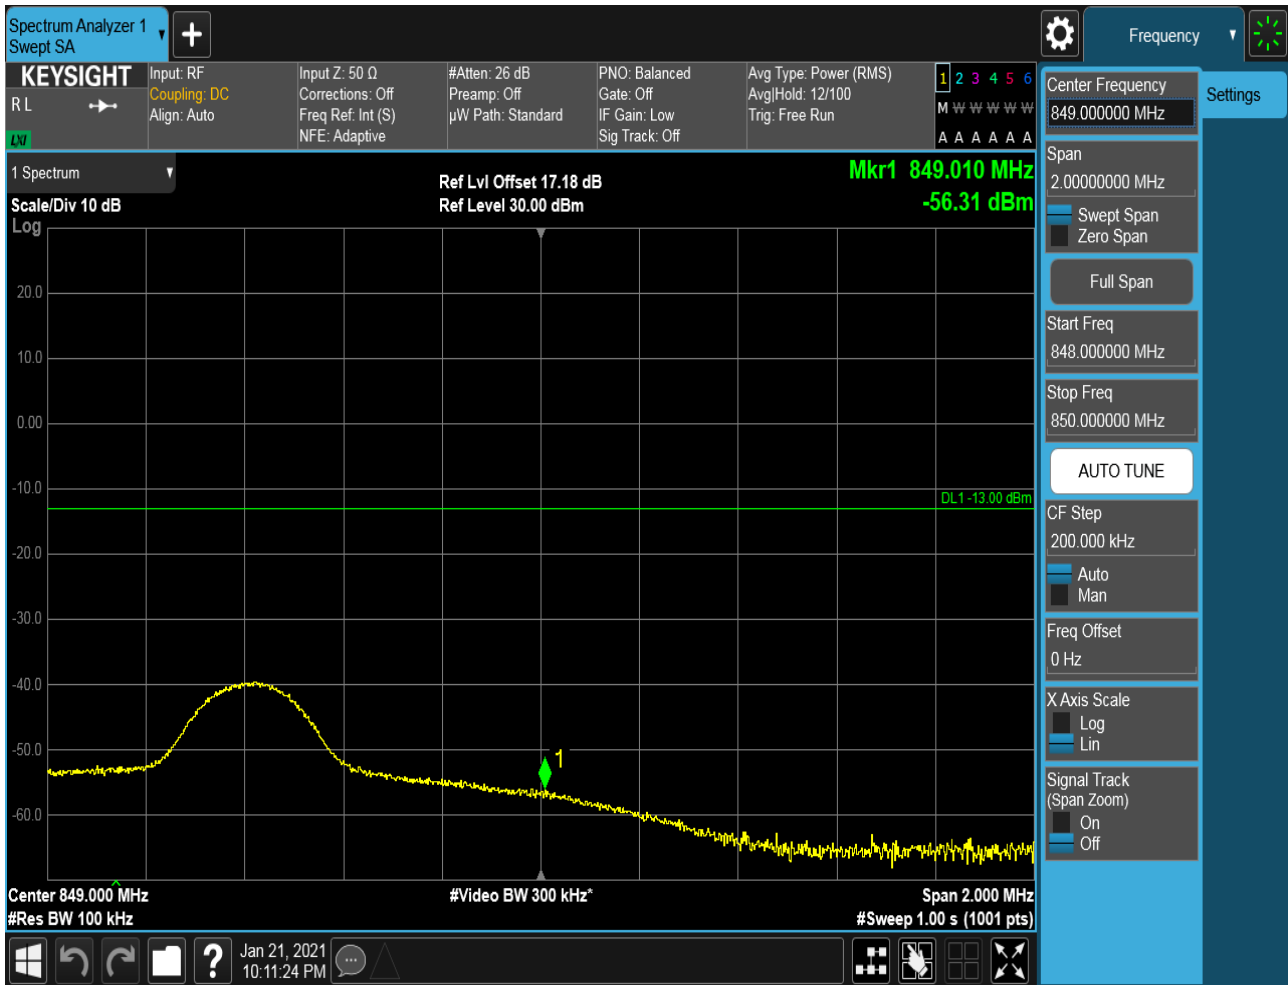 Spectrum Analyzer 1
Swept SA
Frequency
KEYSIGHT
R L
LXI
Input: RF
Coupling: DC
Align: Auto
Input Z: 50 Ω
Corrections: Off
Freq Ref: Int (S)
NFE: Adaptive
#Atten: 26 dB
Preamp: Off
µW Path: Standard
PNO: Balanced
Gate: Off
IF Gain: Low
Sig Track: Off
Avg Type: Power (RMS)
Avg|Hold: 12/100
Trig: Free Run
1 2 3 4 5 6
M W W W W W
A A A A A A
1 Spectrum
Scale/Div 10 dB
Log
Ref Lvl Offset 17.18 dB
Ref Level 30.00 dBm
Mkr1 849.010 MHz
-56.31 dBm
20.0
10.0
0.00
-10.0
DL1 -13.00 dBm
-20.0
-30.0
-40.0
-50.0
1
-60.0
Center 849.000 MHz
#Video BW 300 kHz*
Span 2.000 MHz
#Res BW 100 kHz
#Sweep 1.00 s (1001 pts)
Jan 21, 2021
10:11:24 PM
Center Frequency
849.000000 MHz
Settings
Span
2.00000000 MHz
Swept Span
Zero Span
Full Span
Start Freq
848.000000 MHz
Stop Freq
850.000000 MHz
AUTO TUNE
CF Step
200.000 kHz
Auto
Man
Freq Offset
0 Hz
X Axis Scale
Log
Lin
Signal Track
(Span Zoom)
On
Off